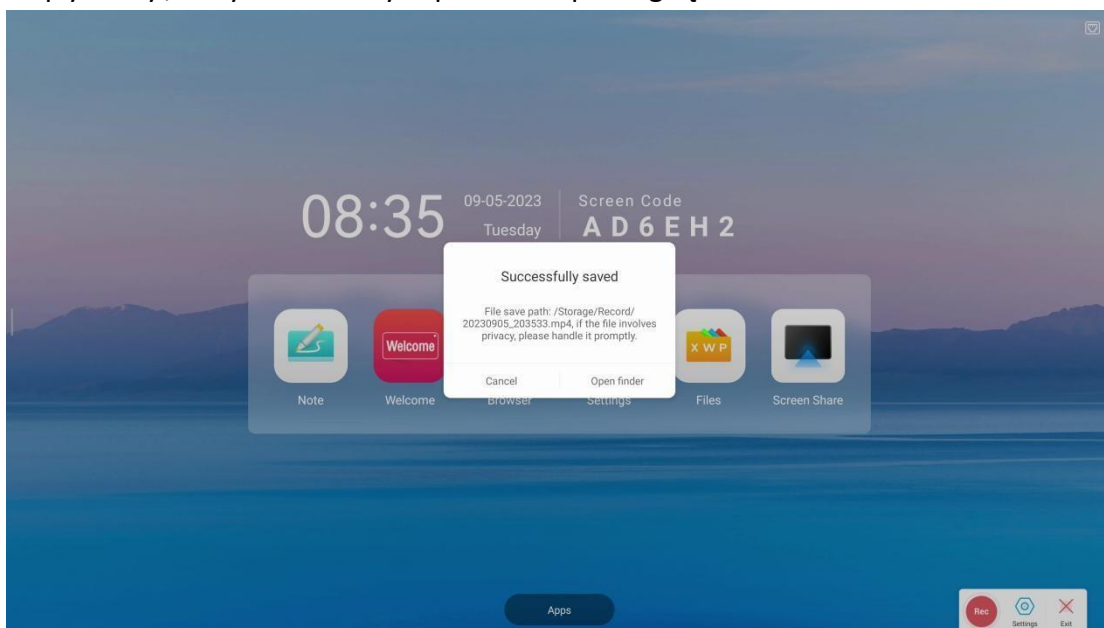 08:35
09-05-2023
Tuesday
Screen Code
AD6EH2
Successfully saved
File save path: /Storage/Record/
20230905_203533.mp4, if the file involves
privacy, please handle it promptly.
Cancel
Open finder
Welcome
X W P
Note
Welcome
Browser
Settings
Files
Screen Share
Apps
Rec
Settings
Exit